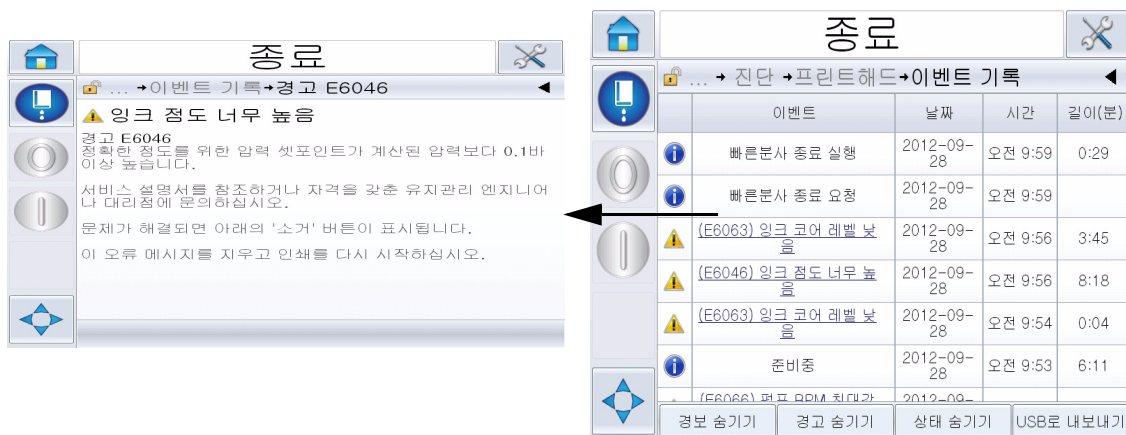 종료
... →이벤트 기록→경고 E6046
잉크 점도 너무 높음
경고 E6046
정확한 점도를 위한 압력 셋포인트가 계산된 압력보다 0.1바
이상 높습니다.
서비스 설명서를 참조하거나 자격을 갖춘 유지관리 엔지니어
나 대리점에 문의하십시오.
문제가 해결되면 아래의 '소거' 버튼이 표시됩니다.
이 오류 메시지를 지우고 인쇄를 다시 시작하십시오.
종료
... → 진단 →프린트헤드→이벤트 기록
이벤트 날짜 시간 길이(분)
빠른분사 종료 실행 2012-09-28 오전 9:59 0:29
빠른분사 종료 요청 2012-09-28 오전 9:59
(E6063) 잉크 코어 레벨 낮음 2012-09-28 오전 9:56 3:45
(E6046) 잉크 점도 너무 높음 2012-09-28 오전 9:56 8:18
(E6063) 잉크 코어 레벨 낮음 2012-09-28 오전 9:54 0:04
준비중 2012-09-28 오전 9:53 6:11
(E6066) 펌프 RPM 최대값 2012-09-
경보 숨기기 경고 숨기기 상태 숨기기 USB로 내보내기